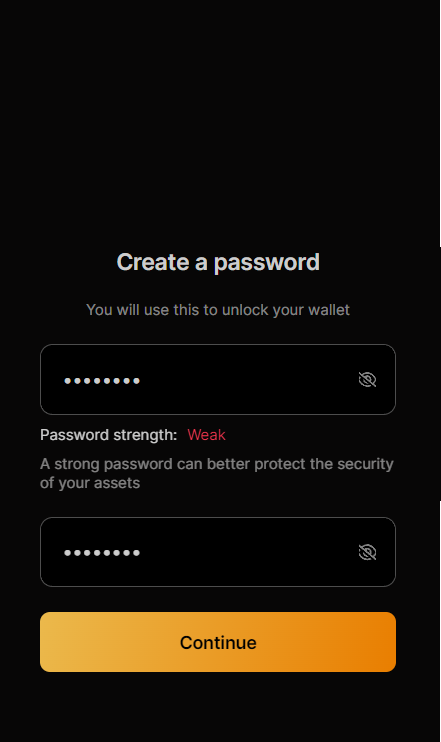 Create a password
You will use this to unlock your wallet
••••••••
Password strength: Weak
A strong password can better protect the security
of your assets
••••••••
Continue